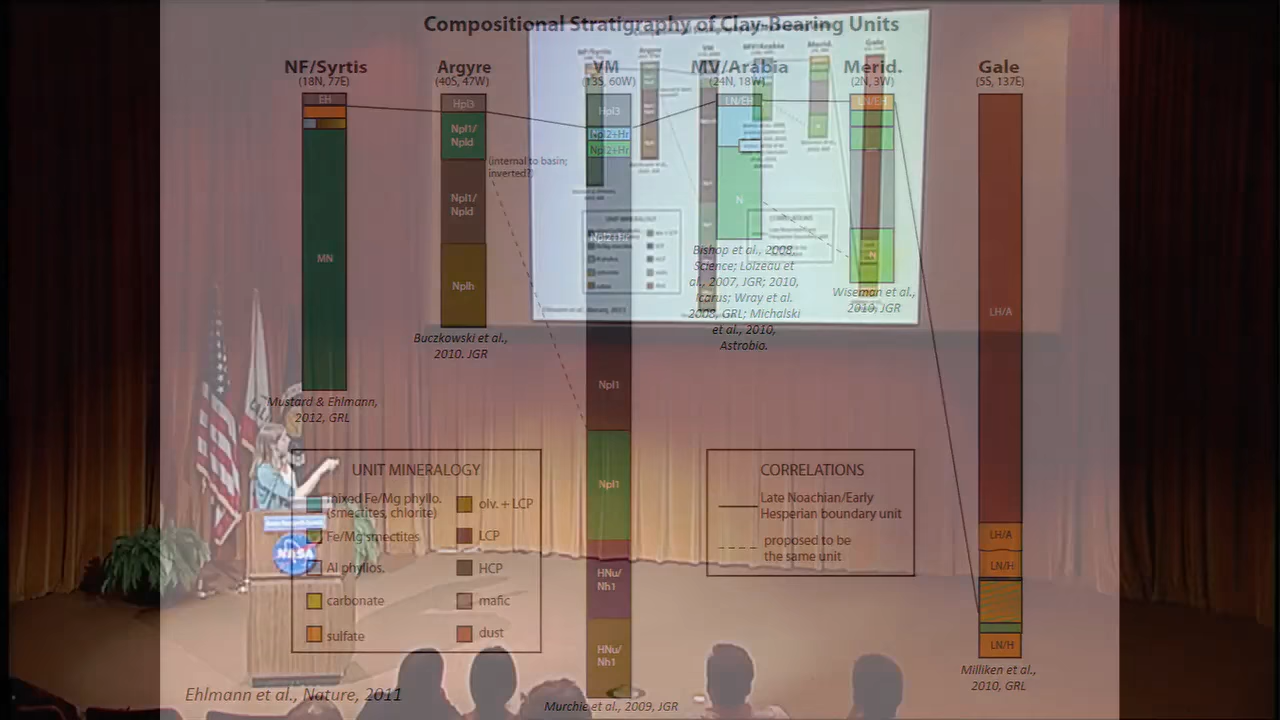 Compositional Stratigraphy of Clay-Bearing Units
NF/Syrtis
(18N, 77E)
Argyre
(40S, 47W)
VM
(13S, 60W)
MV/Arabia
(24N, 18W)
Merid.
(2N, 3W)
Gale
(5S, 137E)
EH
MN
Mustard & Ehlmann,
2012, GRL
Hpl3
Npl1/
Npld
Npl1/
Npld
Nplh
(internal to basin;
inverted?)
Buczkowski et al.,
2010. JGR
Hpl3
Npl2+Hr
Npl2+Hr
Npl2+Hr
Npl1
Npl1
HNu/
Nh1
HNu/
Nh1
Murchie et al., 2009, JGR
LN/EH
N
Bishop et al., 2008,
Science; Loizeau et
al., 2007, JGR; 2010,
Icarus; Wray et al.
2008, GRL; Michalski
et al., 2010,
Astrobio.
LN/EH
Wiseman et al.,
2010, JGR
LH/A
LH/A
LN/H
LN/H
Milliken et al.,
2010, GRL
UNIT MINERALOGY
mixed Fe/Mg phyllo.
(smectites, chlorite)
Fe/Mg smectites
Al phyllos.
carbonate
sulfate
olv. + LCP
LCP
HCP
mafic
dust
CORRELATIONS
Late Noachian/Early
Hesperian boundary unit
proposed to be
the same unit
NASA
Ehlmann et al., Nature, 2011